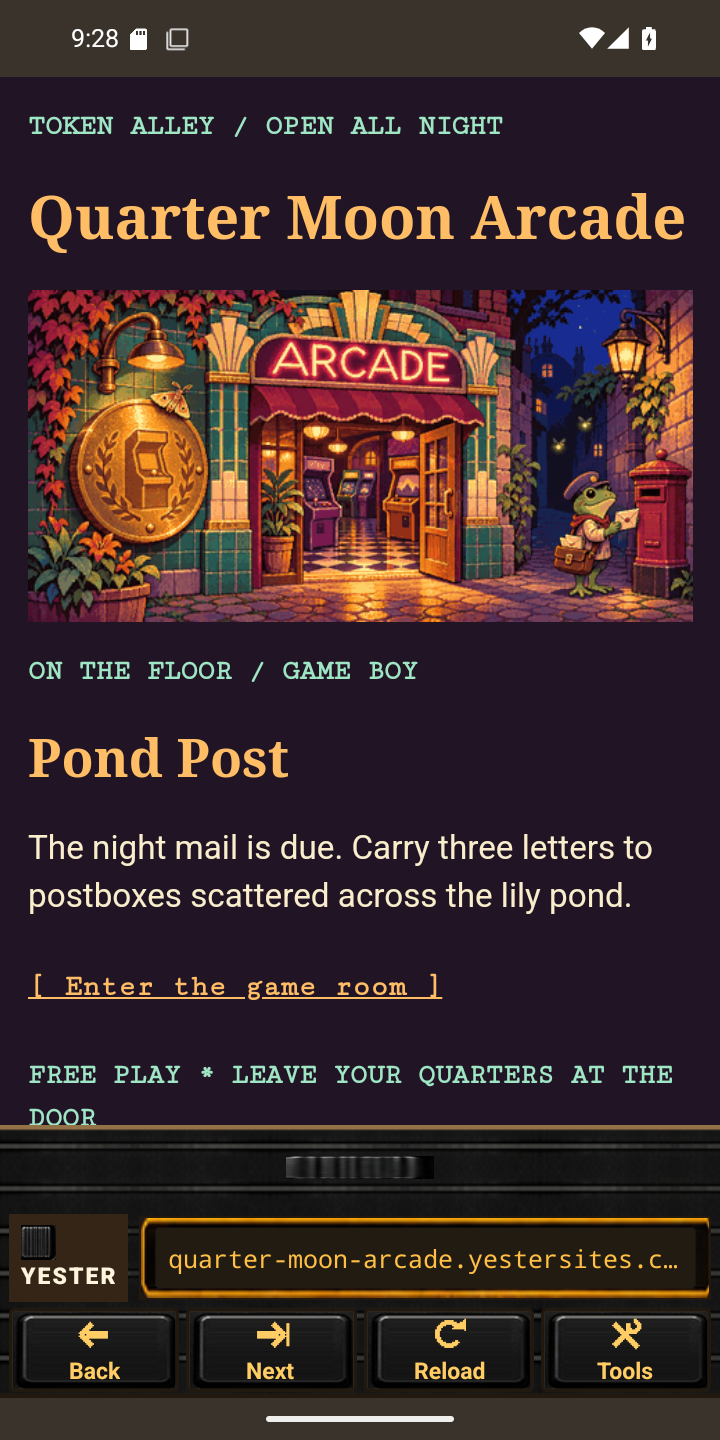 9:28
TOKEN ALLEY / OPEN ALL NIGHT
Quarter Moon Arcade
ARCADE
ON THE FLOOR / GAME BOY
Pond Post
The night mail is due. Carry three letters to
postboxes scattered across the lily pond.
[ Enter the game room ]
FREE PLAY * LEAVE YOUR QUARTERS AT THE
DOOR
YESTER
quarter-moon-arcade.yestersites.c…
Back
Next
Reload
Tools